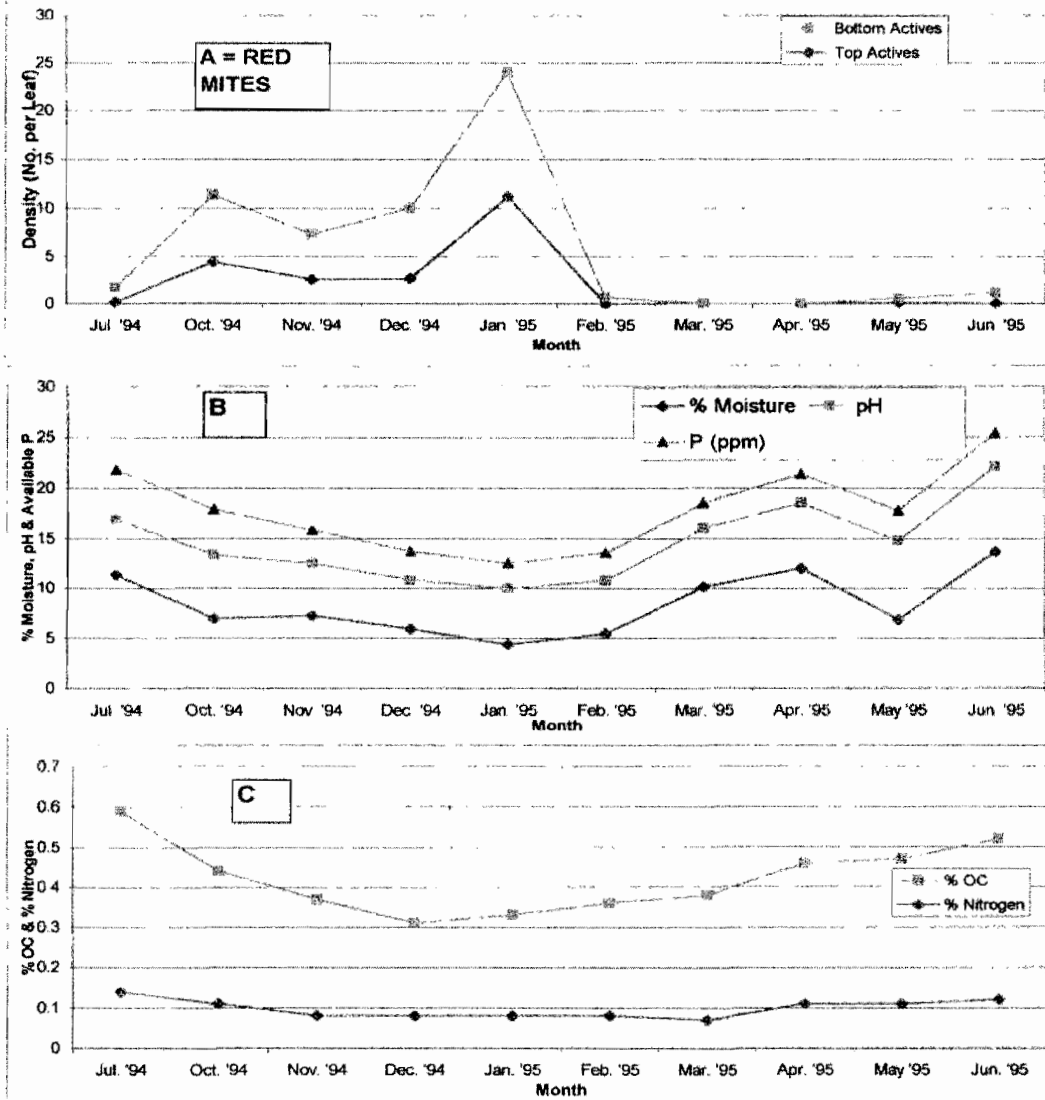 30
25
20
15
10
5
0
Density (No. per Leaf)
A = RED
MITES
Bottom Actives
Top Actives
Jul. '94 Oct. '94 Nov. '94 Dec. '94 Jan. '95 Feb. '95 Mar. '95 Apr. '95 May '95 Jun. '95
Month
30
25
20
15
10
5
0
% Moisture, pH & Available P
B
% Moisture pH
P (ppm)
Jul '94 Oct. '94 Nov '94 Dec '94 Jan. '95 Feb. '95 Mar. '95 Apr. '95 May '95 Jun. '95
Month
0.7
0.6
0.5
0.4
0.3
0.2
0.1
0
% OC & % Nitrogen
C
% OC
% Nitrogen
Jul. '94 Oct. '94 Nov. '94 Dec. '94 Jan. '95 Feb. '95 Mar. '95 Apr. '95 May '95 Jun. '95
Month